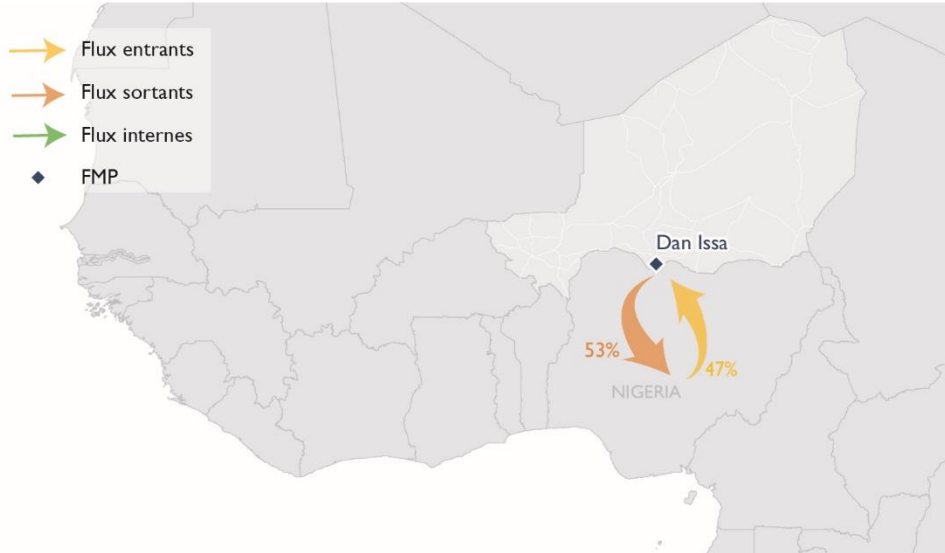 Flux entrants
Flux sortants
Flux internes
FMP
Dan Issa
53%
47%
NIGERIA